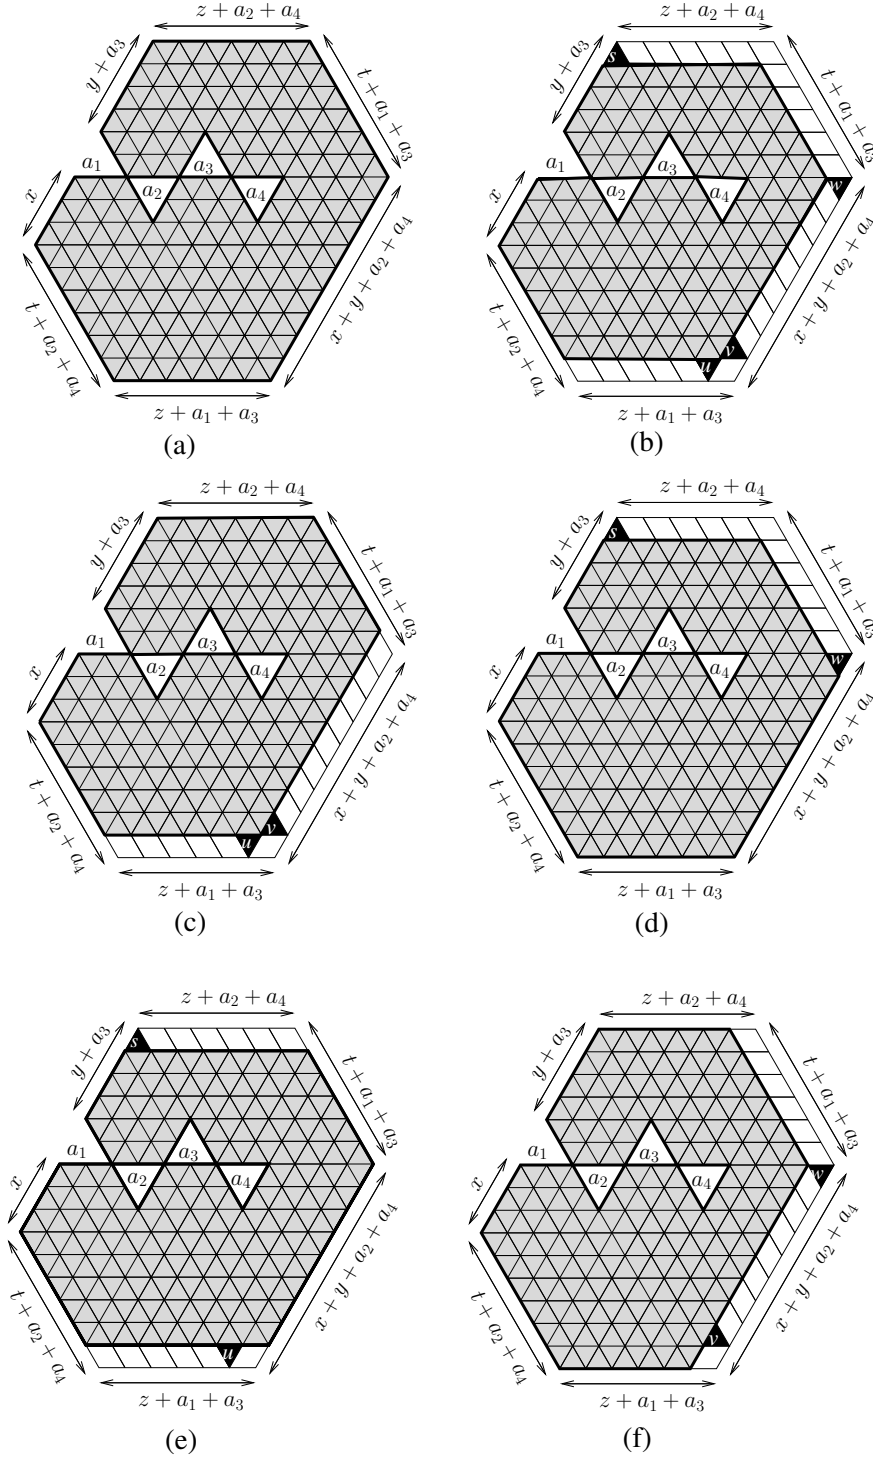 z + a₂ + a₄
z + a₂ + a₄
y + a₃
t + a₁ + a₃
y + a₃
s
t + a₁ + a₃
a₁
a₃
a₁
a₃
x
a₂
a₄
x
a₂
a₄
w
t + a₂ + a₄
x + y + a₂ + a₄
t + a₂ + a₄
x + y + a₂ + a₄
v
u
z + a₁ + a₃
z + a₁ + a₃
(a)
(b)
z + a₂ + a₄
z + a₂ + a₄
y + a₃
t + a₁ + a₃
y + a₃
s
t + a₁ + a₃
a₁
a₃
a₁
a₃
x
a₂
a₄
x
a₂
a₄
w
t + a₂ + a₄
x + y + a₂ + a₄
t + a₂ + a₄
x + y + a₂ + a₄
v
u
z + a₁ + a₃
z + a₁ + a₃
(c)
(d)
z + a₂ + a₄
z + a₂ + a₄
y + a₃
s
t + a₁ + a₃
y + a₃
t + a₁ + a₃
a₁
a₃
a₁
a₃
x
a₂
a₄
x
a₂
a₄
w
t + a₂ + a₄
x + y + a₂ + a₄
t + a₂ + a₄
x + y + a₂ + a₄
u
v
z + a₁ + a₃
z + a₁ + a₃
(e)
(f)